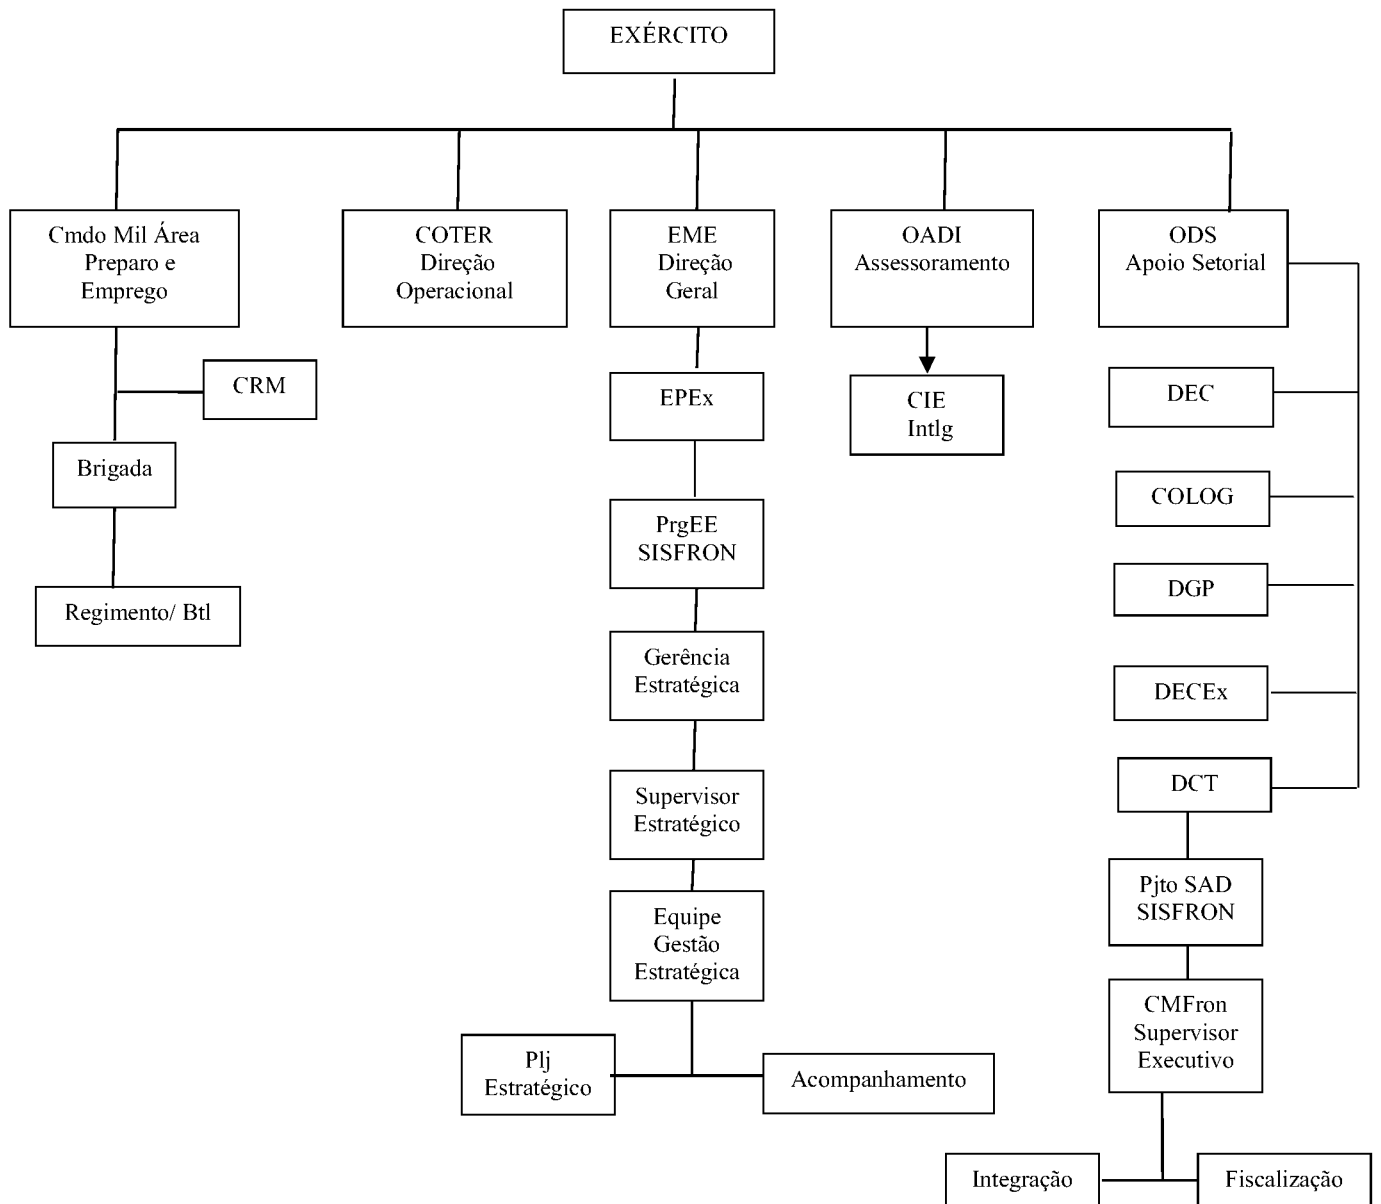 EXÉRCITO
Cmdo Mil Área
Preparo e
Emprego
COTER
Direção
Operacional
EME
Direção
Geral
OADI
Assessoramento
ODS
Apoio Setorial
CRM
Brigada
Regimento/ Btl
EPEx
PrgEE
SISFRON
Gerência
Estratégica
Supervisor
Estratégico
Equipe
Gestão
Estratégica
Plj
Estratégico
Acompanhamento
CIE
Intlg
DEC
COLOG
DGP
DECEx
DCT
Pjto SAD
SISFRON
CMFron
Supervisor
Executivo
Integração
Fiscalização